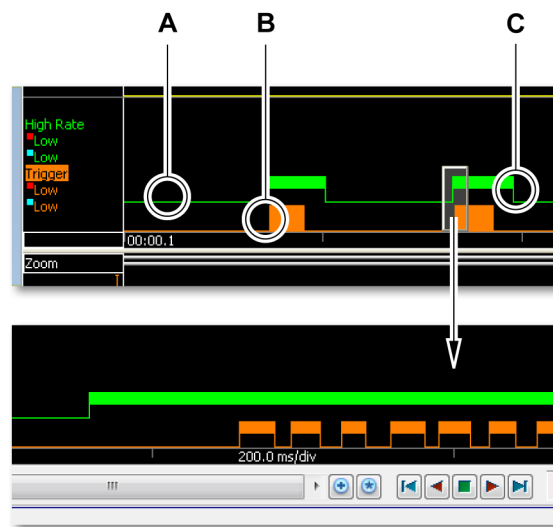 A B C
High Rate
Low
Low
Trigger
Low
Low
00:00.1
Zoom
200.0 ms/div